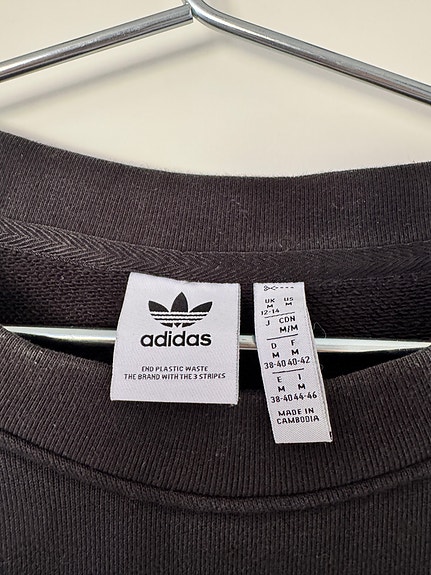 adidas
END PLASTIC WASTE
THE BRAND WITH THE 3 STRIPES
UK US
M M
12-14
J CDN
M/M
D F
M M
38-40 40-42
E I
M M
38-40 44-46
MADE IN
CAMBODIA